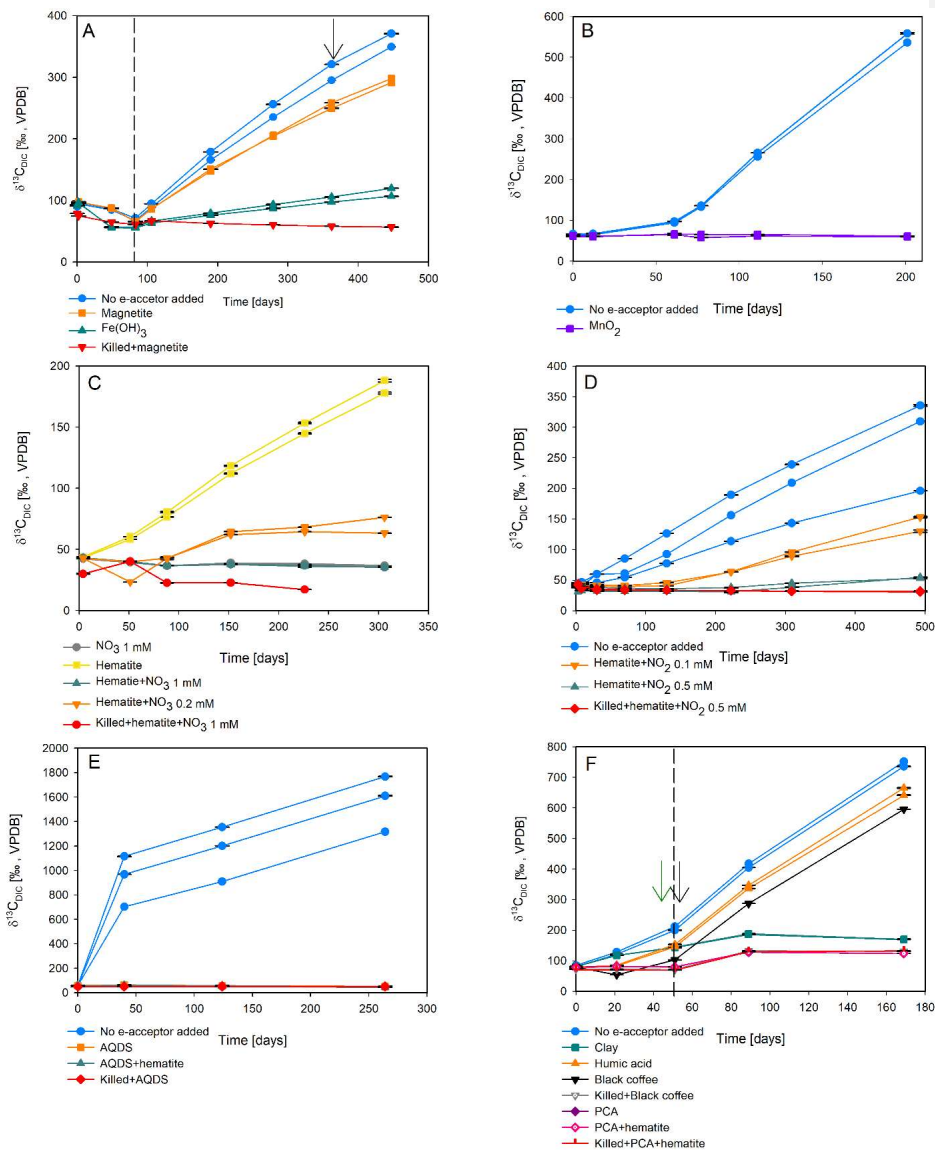 A
400
300
200
100
0
δ13CDIC [‰ , VPDB]
0 100 200 300 400 500
Time [days]
No e-accetor added
Magnetite
Fe(OH)3
Killed+magnetite
B
600
500
400
300
200
100
0
δ13CDIC [‰ , VPDB]
0 50 100 150 200
Time [days]
No e-acceptor added
MnO2
C
200
150
100
50
0
δ13CDIC [‰ , VPDB]
0 50 100 150 200 250 300 350
Time [days]
NO3 1 mM
Hematite
Hematie+NO3 1 mM
Hematite+NO3 0.2 mM
Killed+hematite+NO3 1 mM
D
400
350
300
250
200
150
100
50
0
δ13CDIC [‰ , VPDB]
0 100 200 300 400 500
Time [days]
No e-acceptor added
Hematite+NO2 0.1 mM
Hematite+NO2 0.5 mM
Killed+hematite+NO2 0.5 mM
E
2000
1800
1600
1400
1200
1000
800
600
400
200
0
δ13CDIC [‰ , VPDB]
0 50 100 150 200 250 300
Time [days]
No e-acceptor added
AQDS
AQDS+hematite
Killed+AQDS
F
800
700
600
500
400
300
200
100
0
δ13CDIC [‰ , VPDB]
0 20 40 60 80 100 120 140 160 180
Time [days]
No e-acceptor added
Clay
Humic acid
Black coffee
Killed+Black coffee
PCA
PCA+hematite
Killed+PCA+hematite